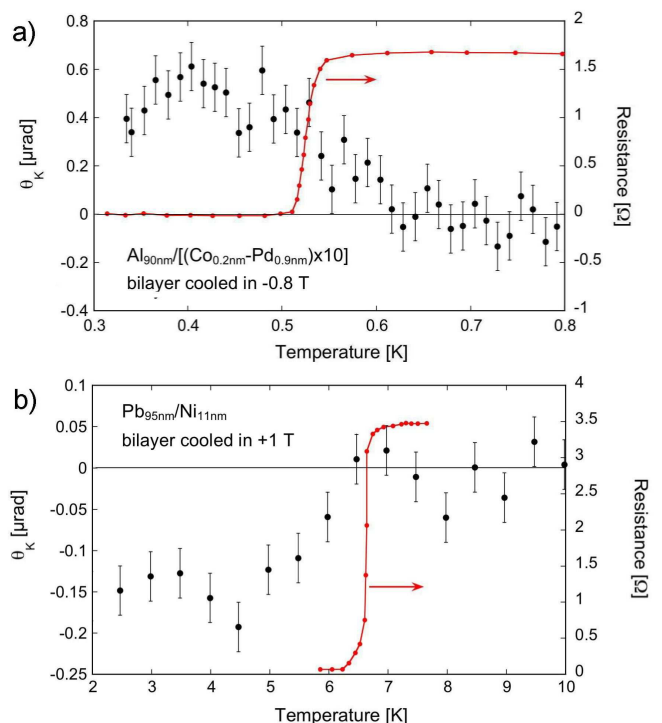 a)
0.8
0.6
0.4
0.2
0
-0.2
-0.4
θK [μrad]
2
1.5
1
0.5
0
-0.5
-1
Resistance [Ω]
Al90nm/[(Co0.2nm-Pd0.9nm)x10]
bilayer cooled in -0.8 T
0.3 0.4 0.5 0.6 0.7 0.8
Temperature [K]
b)
0.1
0.05
0
-0.05
-0.1
-0.15
-0.2
-0.25
θK [μrad]
4
3.5
3
2.5
2
1.5
1
0.5
0
Resistance [Ω]
Pb95nm/Ni11nm
bilayer cooled in +1 T
2 3 4 5 6 7 8 9 10
Temperature [K]